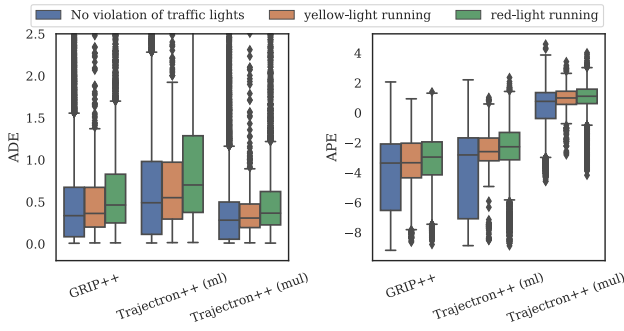 No violation of traffic lights yellow-light running red-light running
2.5
2.0
1.5
1.0
0.5
0.0
ADE
GRIP++
Trajectron++ (ml)
Trajectron++ (mul)
4
2
0
−2
−4
−6
−8
APE
GRIP++
Trajectron++ (ml)
Trajectron++ (mul)